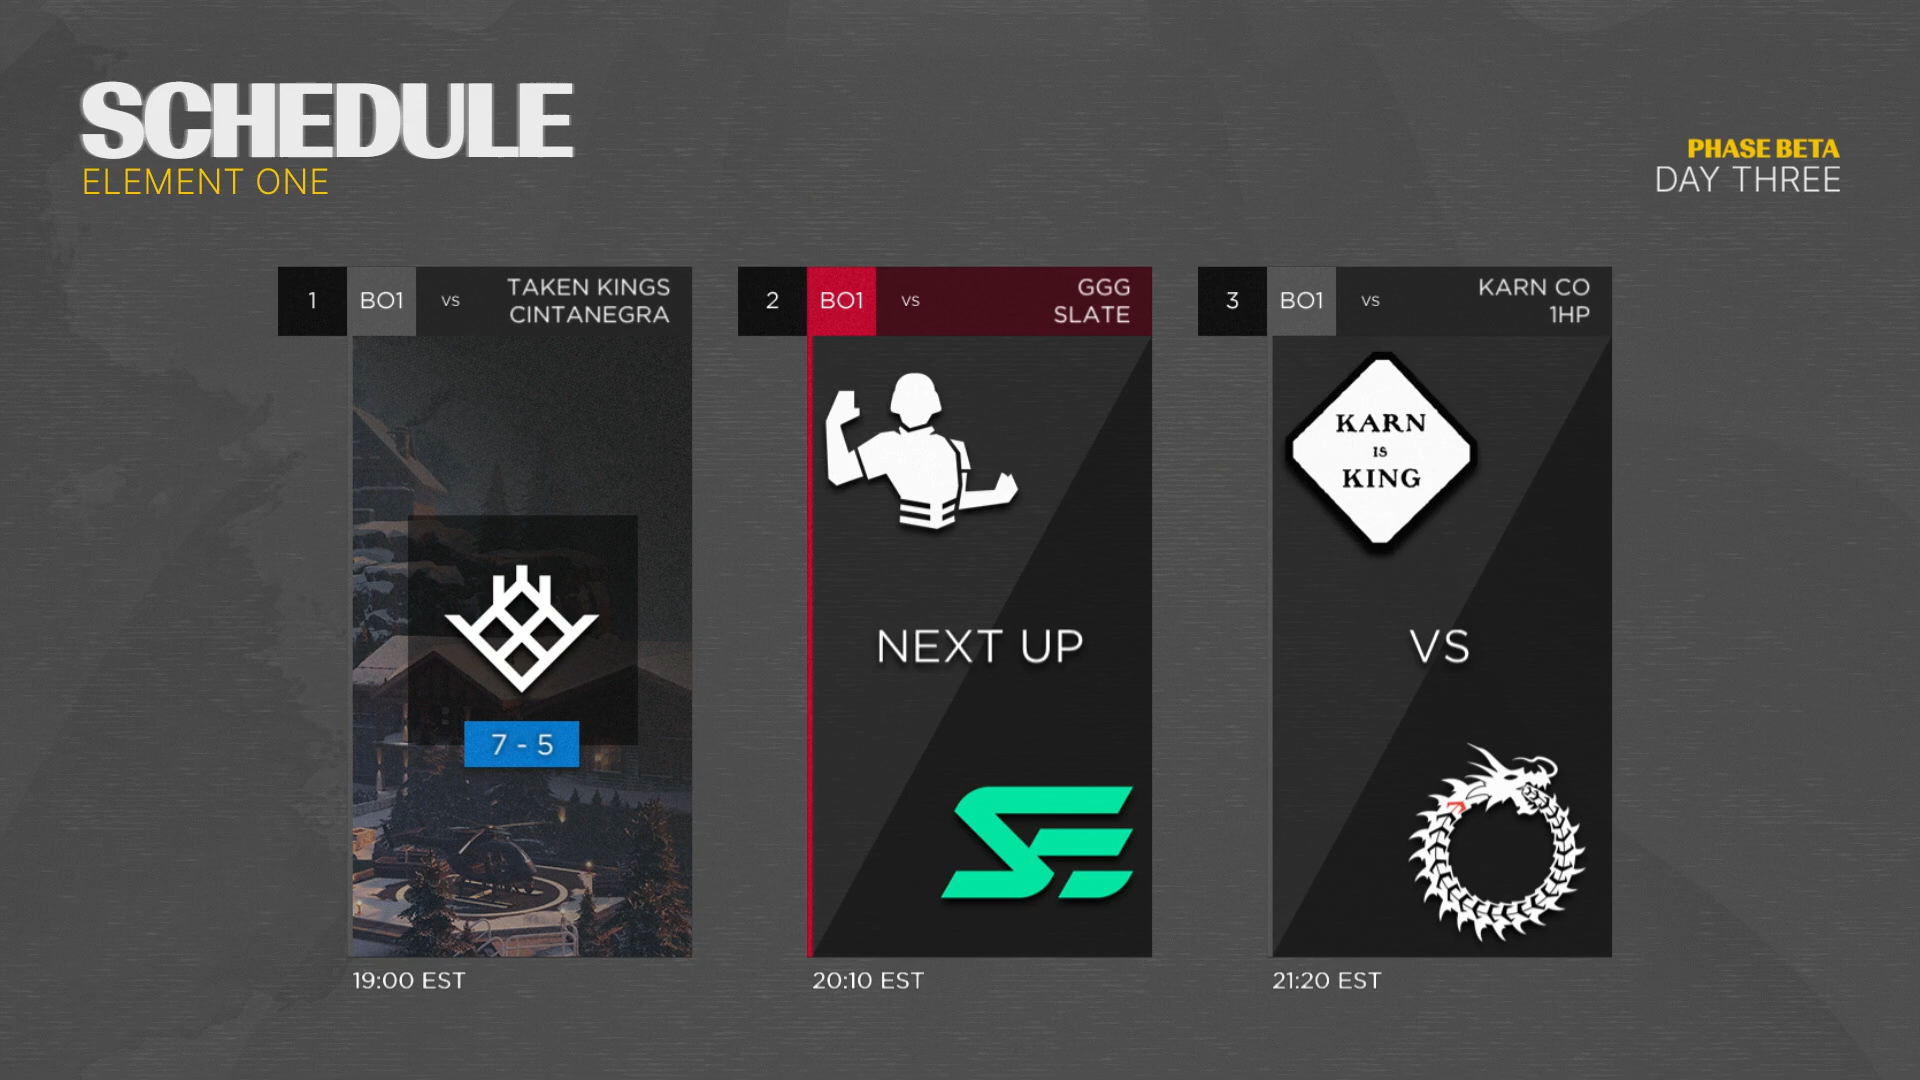 SCHEDULE
ELEMENT ONE
PHASE BETA
DAY THREE
1
BO1
vs
TAKEN KINGS
CINTANEGRA
7 - 5
19:00 EST
2
BO1
vs
GGG
SLATE
NEXT UP
20:10 EST
3
BO1
vs
KARN CO
1HP
KARN
IS
KING
VS
21:20 EST